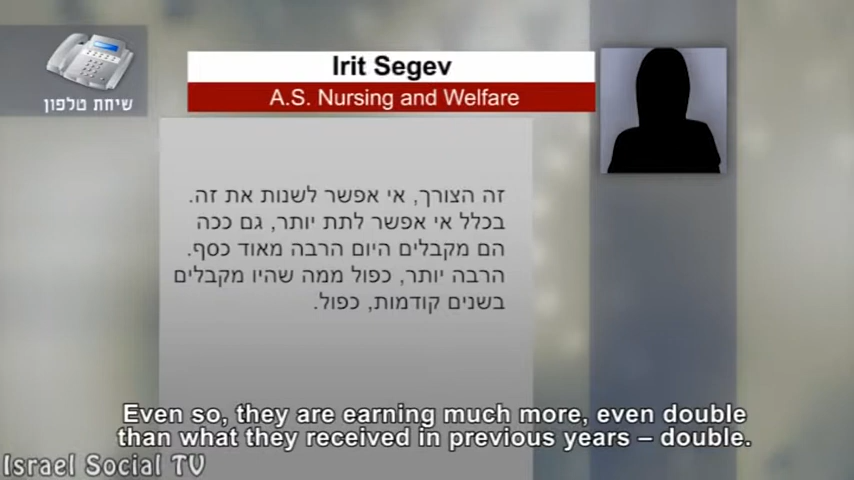 Irit Segev
A.S. Nursing and Welfare
שיחת טלפון
זה הצורך, אי אפשר לשנות את זה.
בכלל אי אפשר לתת יותר, גם ככה
הם מקבלים היום הרבה מאוד כסף.
הרבה יותר, כפול ממה שהיו מקבלים
בשנים קודמות, כפול.
Even so, they are earning much more, even double
than what they received in previous years – double.
Israel Social TV